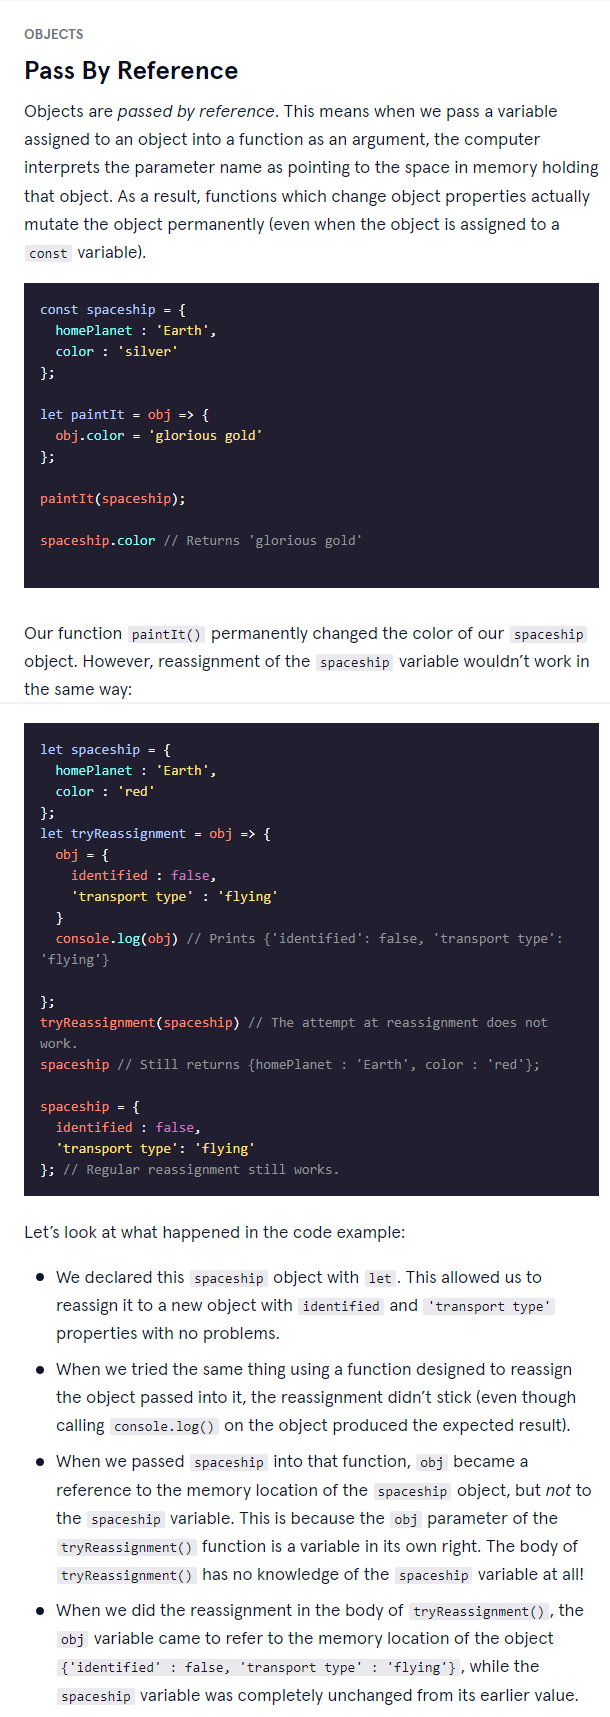 OBJECTS
Pass By Reference
Objects are passed by reference. This means when we pass a variable
assigned to an object into a function as an argument, the computer
interprets the parameter name as pointing to the space in memory holding
that object. As a result, functions which change object properties actually
mutate the object permanently (even when the object is assigned to a
const variable).
const spaceship = {
  homePlanet : 'Earth',
  color : 'silver'
};
let paintIt = obj => {
  obj.color = 'glorious gold'
};
paintIt(spaceship);
spaceship.color // Returns 'glorious gold'
Our function paintIt() permanently changed the color of our spaceship
object. However, reassignment of the spaceship variable wouldn’t work in
the same way:
let spaceship = {
  homePlanet : 'Earth',
  color : 'red'
};
let tryReassignment = obj => {
  obj = {
    identified : false,
    'transport type' : 'flying'
  }
  console.log(obj) // Prints {'identified': false, 'transport type':
'flying'}
};
tryReassignment(spaceship) // The attempt at reassignment does not
work.
spaceship // Still returns {homePlanet : 'Earth', color : 'red'};
spaceship = {
  identified : false,
  'transport type': 'flying'
}; // Regular reassignment still works.
Let’s look at what happened in the code example:
• We declared this spaceship object with let. This allowed us to
reassign it to a new object with identified and 'transport type'
properties with no problems.
• When we tried the same thing using a function designed to reassign
the object passed into it, the reassignment didn’t stick (even though
calling console.log() on the object produced the expected result).
• When we passed spaceship into that function, obj became a
reference to the memory location of the spaceship object, but not to
the spaceship variable. This is because the obj parameter of the
tryReassignment() function is a variable in its own right. The body of
tryReassignment() has no knowledge of the spaceship variable at all!
• When we did the reassignment in the body of tryReassignment(), the
obj variable came to refer to the memory location of the object
{'identified' : false, 'transport type' : 'flying'}, while the
spaceship variable was completely unchanged from its earlier value.